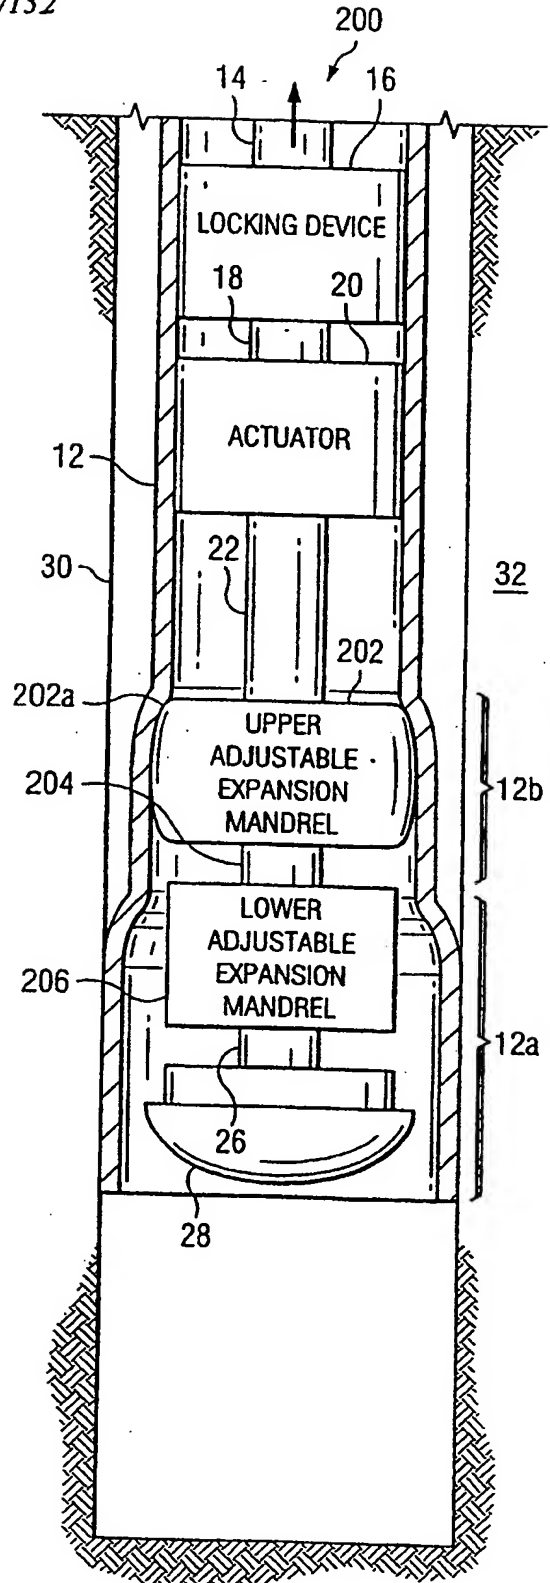 200
14
16
LOCKING DEVICE
18
20
ACTUATOR
12
22
30
32
202
202a
UPPER
ADJUSTABLE
EXPANSION
MANDREL
204
12b
LOWER
ADJUSTABLE
EXPANSION
MANDREL
206
12a
26
28